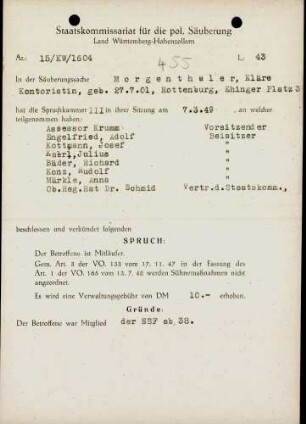 Staatskommissariat für die pol. Säuberung
Land Württemberg-Hohenzollern
Az: 15/KW/1604
455
L. 43
In der Säuberungssache Morgenthaler, Kläre
Kontoristin, geb. 27.7.01, Rottenburg, Ehinger Platz 3
hat die Spruchkammer III in ihrer Sitzung am 7.3.49, an welcher
teilgenommen haben:
Assessor Krumm Vorsitzender
Engelfried, Adolf Beisitzer
Kottmann, Josef "
Julius "
Bäder, Richard "
Konz, Rudolf "
Märkle, Anna "
Ob.Reg.Rat Dr. Schmid Vertr.d.Staatskomm.,
beschlossen und verkündet folgenden
SPRUCH:
Der Betroffene ist Mitläufer.
Gem. Art. 3 der VO. 133 vom 17. 11. 47 in der Fassung des
Art. 1 der VO. 165 vom 13. 7. 48 werden Sühnemaßnahmen nicht
angeordnet.
Es wird eine Verwaltungsgebühr von DM 10.- erhoben.
Gründe:
Der Betroffene war Mitglied der NSF ab 38.